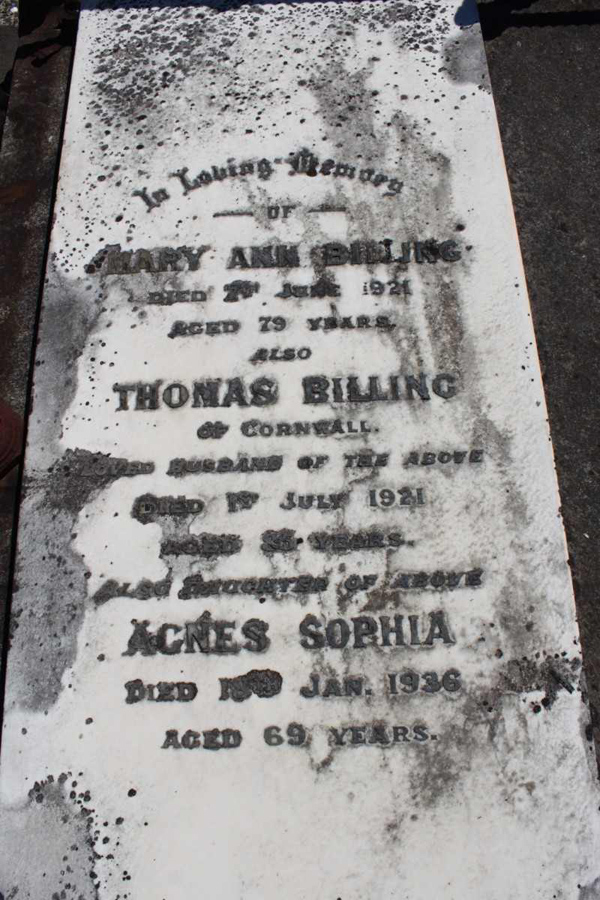 In Loving Memory
OF
MARY ANN BILLING
DIED JUNE 1921
AGED 79 YEARS.
ALSO
THOMAS BILLING
OF CORNWALL.
LOVED HUSBAND OF THE ABOVE
DIED 1ST JULY 1921
AGED YEARS.
ALSO DAUGHTER OF ABOVE
AGNES SOPHIA
DIED JAN. 1936
AGED 69 YEARS.